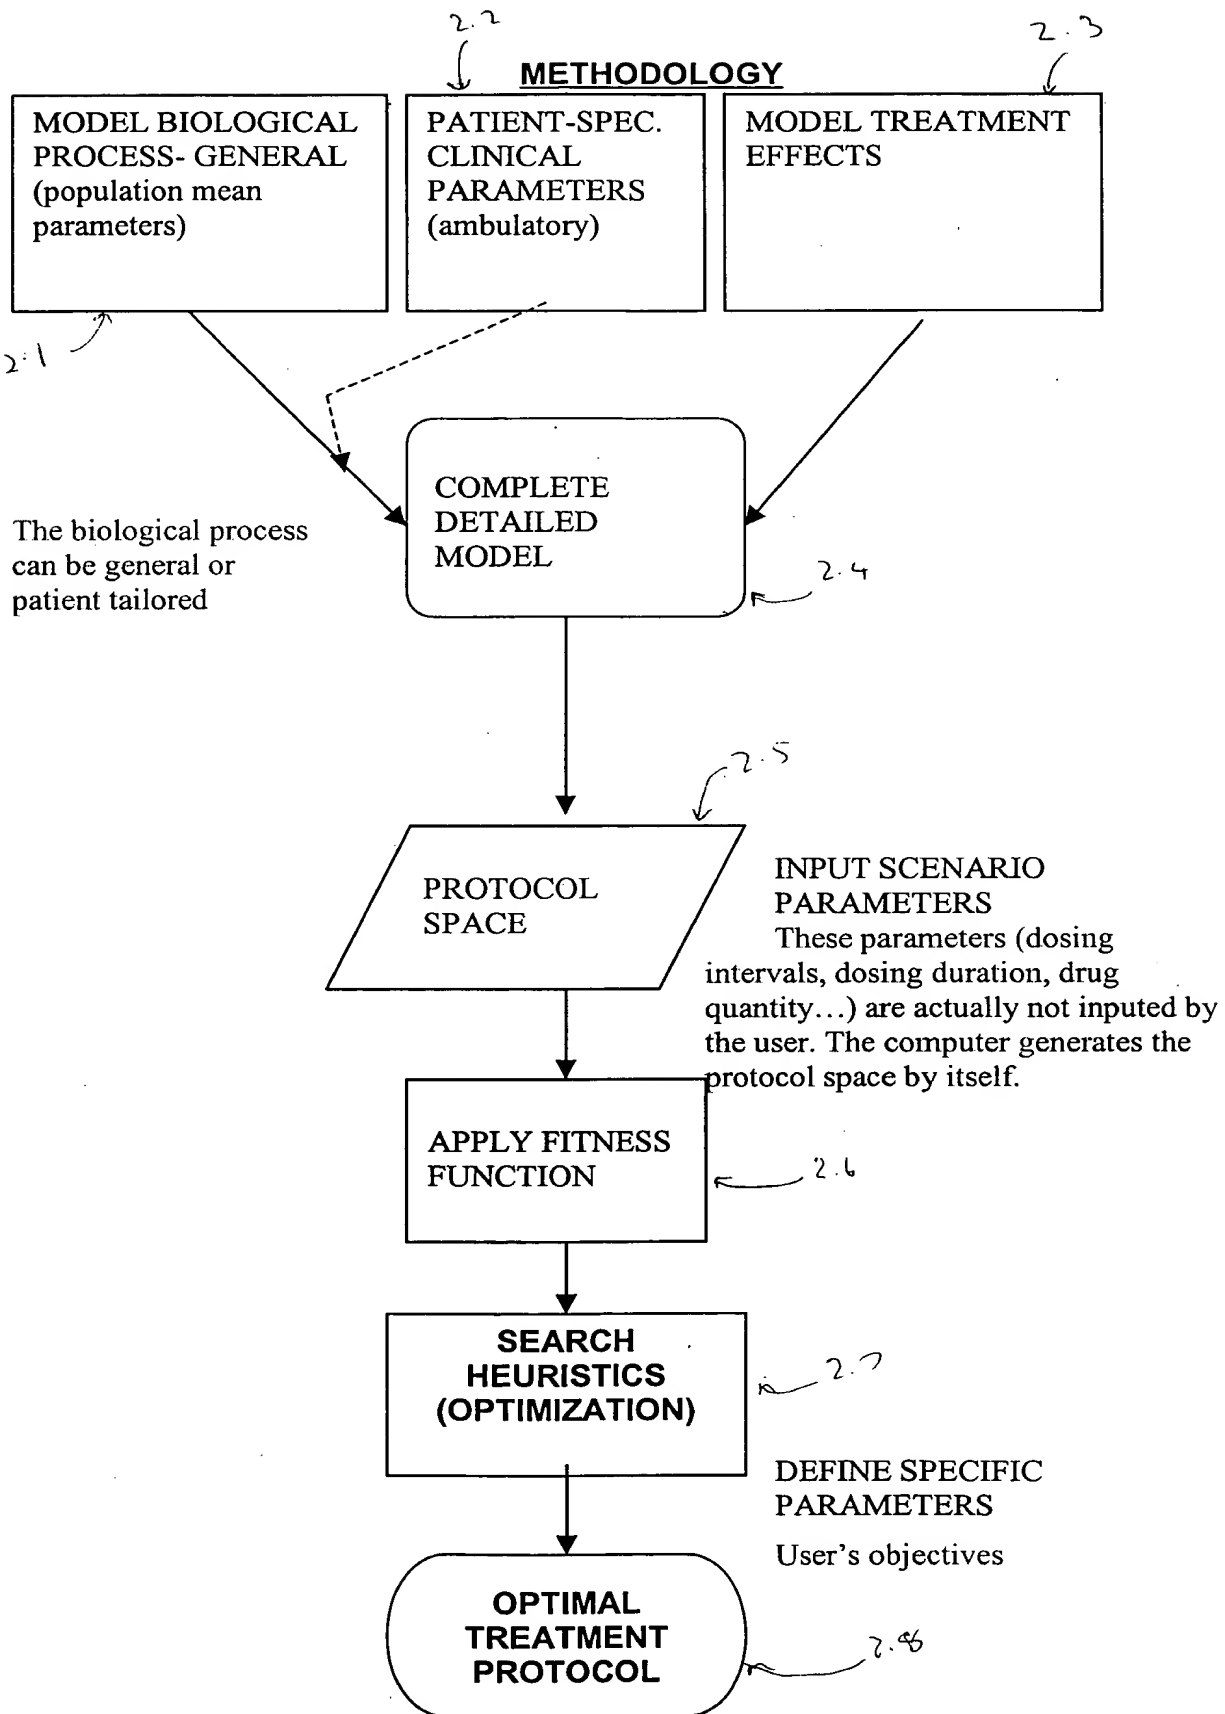 2.2
2.3
METHODOLOGY
MODEL BIOLOGICAL
PROCESS- GENERAL
(population mean
parameters)
PATIENT-SPEC.
CLINICAL
PARAMETERS
(ambulatory)
MODEL TREATMENT
EFFECTS
2.1
COMPLETE
DETAILED
MODEL
The biological process
can be general or
patient tailored
2.4
2.5
PROTOCOL
SPACE
INPUT SCENARIO
PARAMETERS
These parameters (dosing
intervals, dosing duration, drug
quantity...) are actually not inputed by
the user. The computer generates the
protocol space by itself.
APPLY FITNESS
FUNCTION
2.6
SEARCH
HEURISTICS
(OPTIMIZATION)
2.7
DEFINE SPECIFIC
PARAMETERS
User's objectives
OPTIMAL
TREATMENT
PROTOCOL
2.8